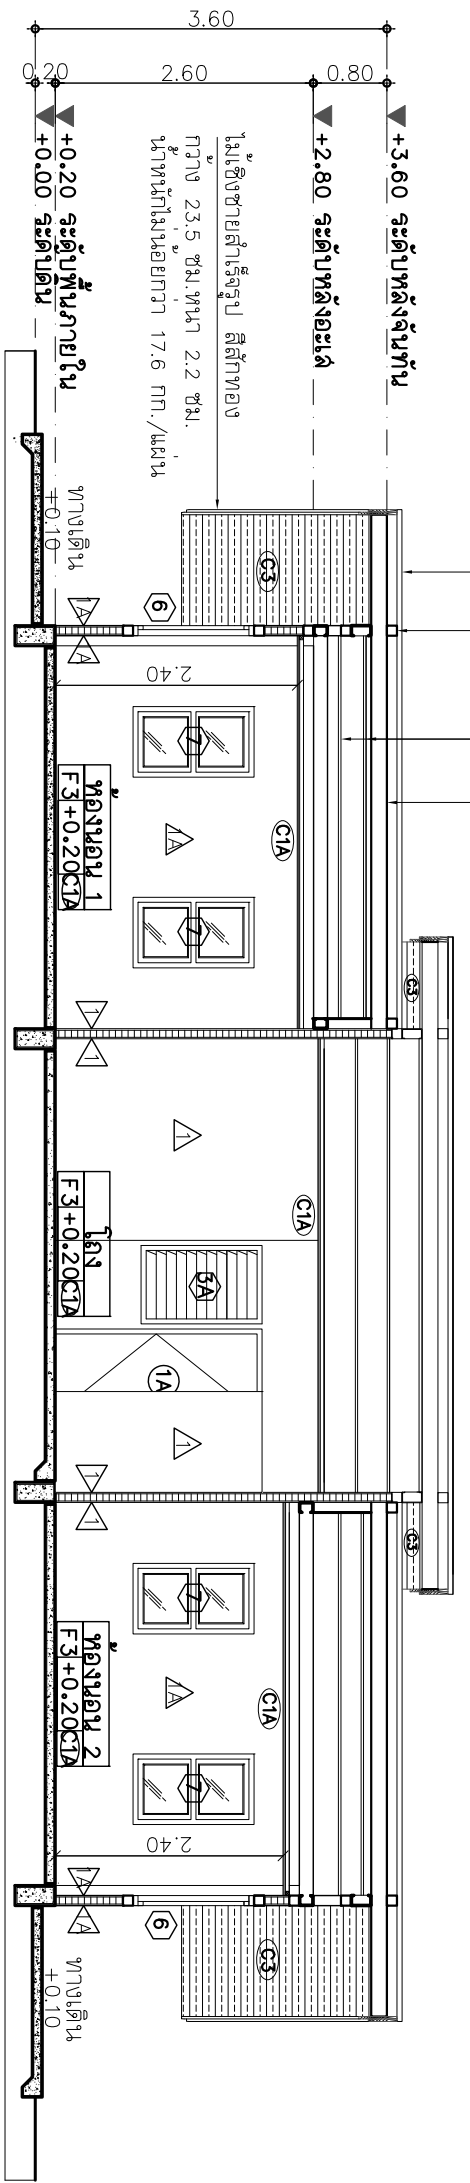 3.60
0.20
2.60
0.80
+3.60 ระดับหลังจันทัน
+2.80 ระดับหลังอะเส
+0.20 ระดับพื้นภายใน
+0.00 ระดับดิน
ไม้เชิงชายสำเร็จรูป สีสักทอง
กว้าง 23.5 ซม.หนา 2.2 ซม.
น้ำหนักไม่น้อยกว่า 17.6 กก./แผ่น
ทางเดิน
+0.10
C3
6
1A
A
2.40
7
7
1A
C1A
ห้องนอน 1
F3 +0.20 C1A
C3
1
1
1
C1A
โถง
F3 +0.20 C1A
3A
1A
1
1
1
C3
7
7
1A
C1A
ห้องนอน 2
F3 +0.20 C1A
2.40
1A
1A
6
C3
ทางเดิน
+0.10